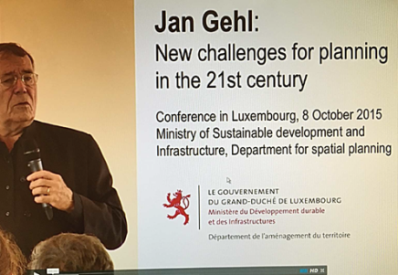 Jan Gehl:
New challenges for planning
in the 21st century
Conference in Luxembourg, 8 October 2015
Ministry of Sustainable development and
Infrastructure, Department for spatial planning
LE GOUVERNEMENT
DU GRAND-DUCHÉ DE LUXEMBOURG
Ministère du Développement durable
et des Infrastructures
Département de l'aménagement du territoire
HD